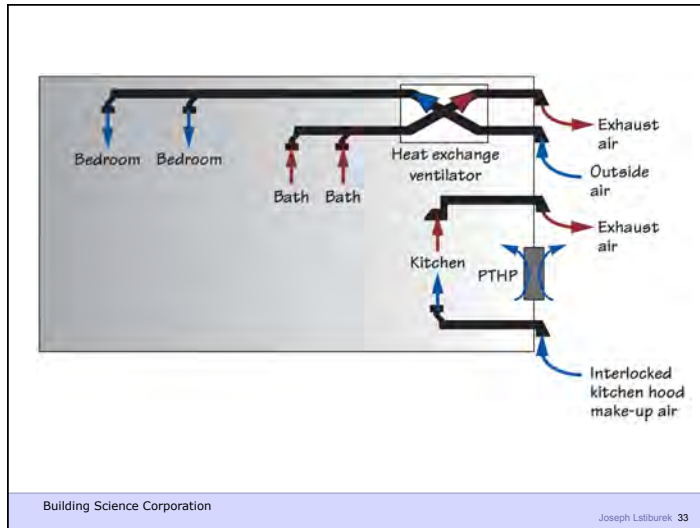 Exhaust
air
Bedroom Bedroom
Heat exchange
ventilator
Outside
air
Bath Bath
Exhaust
air
Kitchen
PTHP
Interlocked
kitchen hood
make-up air
Building Science Corporation
Joseph Lstiburek 33